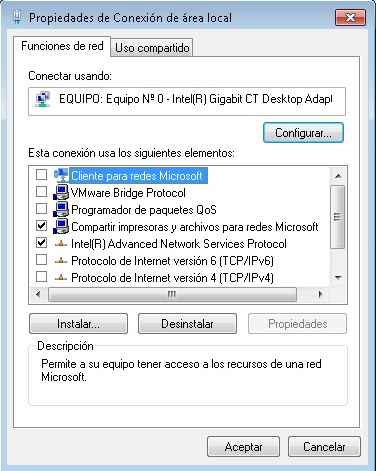 Propiedades de Conexión de área local
Funciones de red
Uso compartido
Conectar usando:
EQUIPO: Equipo Nº 0 - Intel(R) Gigabit CT Desktop Adapt
Configurar...
Esta conexión usa los siguientes elementos:
Cliente para redes Microsoft
VMware Bridge Protocol
Programador de paquetes QoS
Compartir impresoras y archivos para redes Microsoft
Intel(R) Advanced Network Services Protocol
Protocolo de Internet versión 6 (TCP/IPv6)
Protocolo de Internet versión 4 (TCP/IPv4)
Instalar...
Desinstalar
Propiedades
Descripción
Permite a su equipo tener acceso a los recursos de una red
Microsoft.
Aceptar
Cancelar